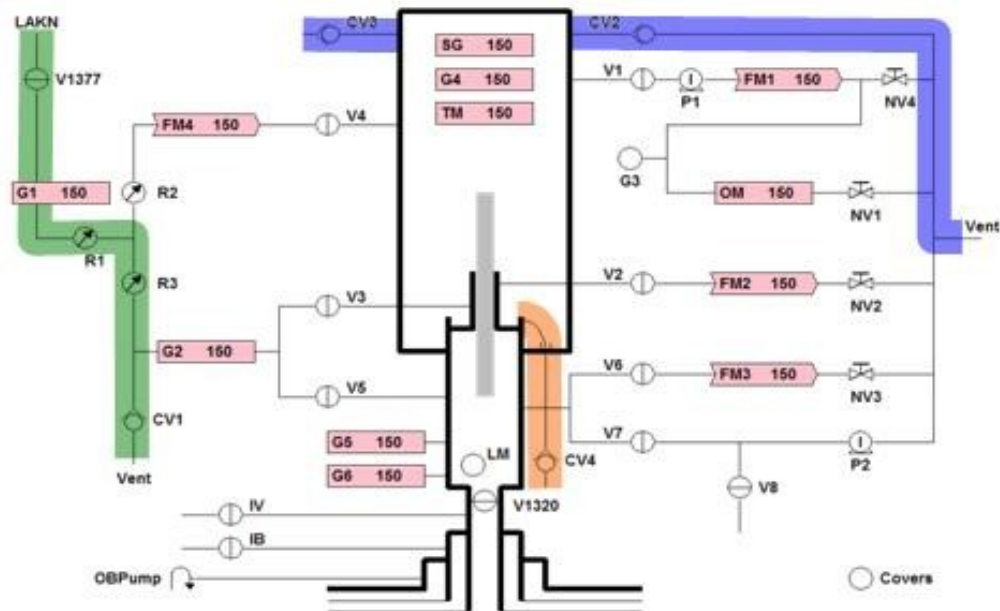 LAKN
CV3
CV2
SG 150
V1377
V1
FM1 150
G4 150
P1
NV4
FM4 150
V4
TM 150
G3
G1 150
R2
OM 150
NV1
Vent
R1
R3
V2
FM2 150
NV2
V3
G2 150
V6
FM3 150
V5
NV3
CV1
V7
G5 150
LM
CV4
P2
G6 150
Vent
V8
V1320
IV
IB
OBPump
Covers